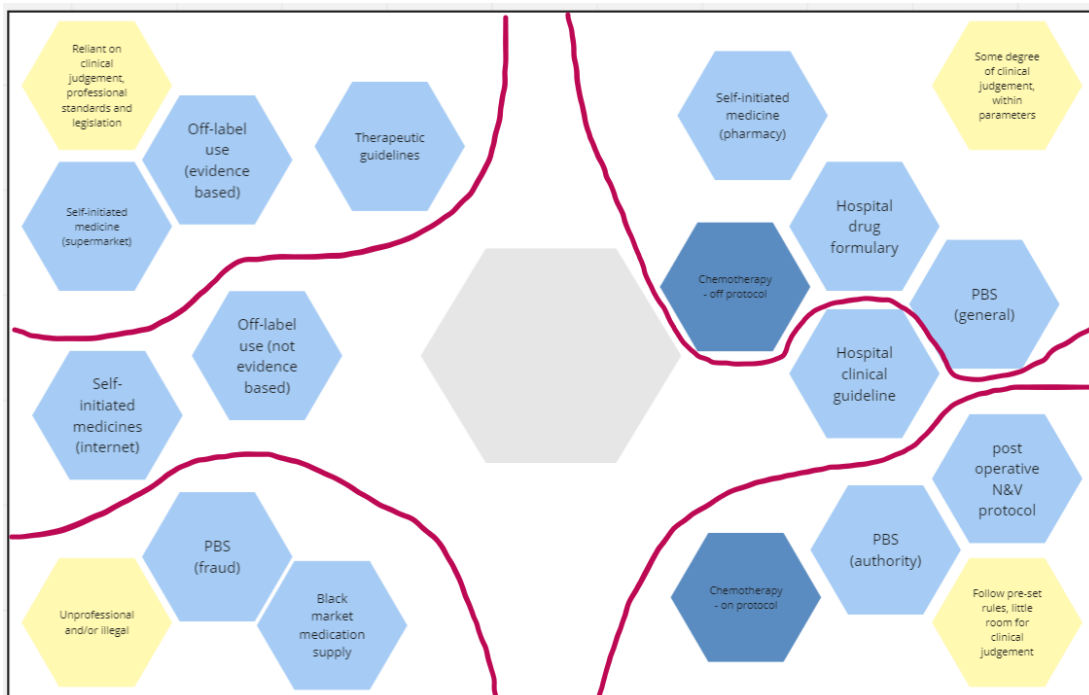 Reliant on
clinical
judgement,
professional
standards and
legislation
Off-label
use
(evidence
based)
Therapeutic
guidelines
Self-initiated
medicine
(supermarket)
Self-initiated
medicine
(pharmacy)
Some degree
of clinical
judgement,
within
parameters
Hospital
drug
formulary
Chemotherapy
- off protocol
PBS
(general)
Off-label
use (not
evidence
based)
Self-
initiated
medicines
(internet)
Hospital
clinical
guideline
post
operative
N&V
protocol
PBS
(fraud)
Unprofessional
and/or illegal
Black
market
medication
supply
PBS
(authority)
Chemotherapy
- on protocol
Follow pre-set
rules, little
room for
clinical
judgement